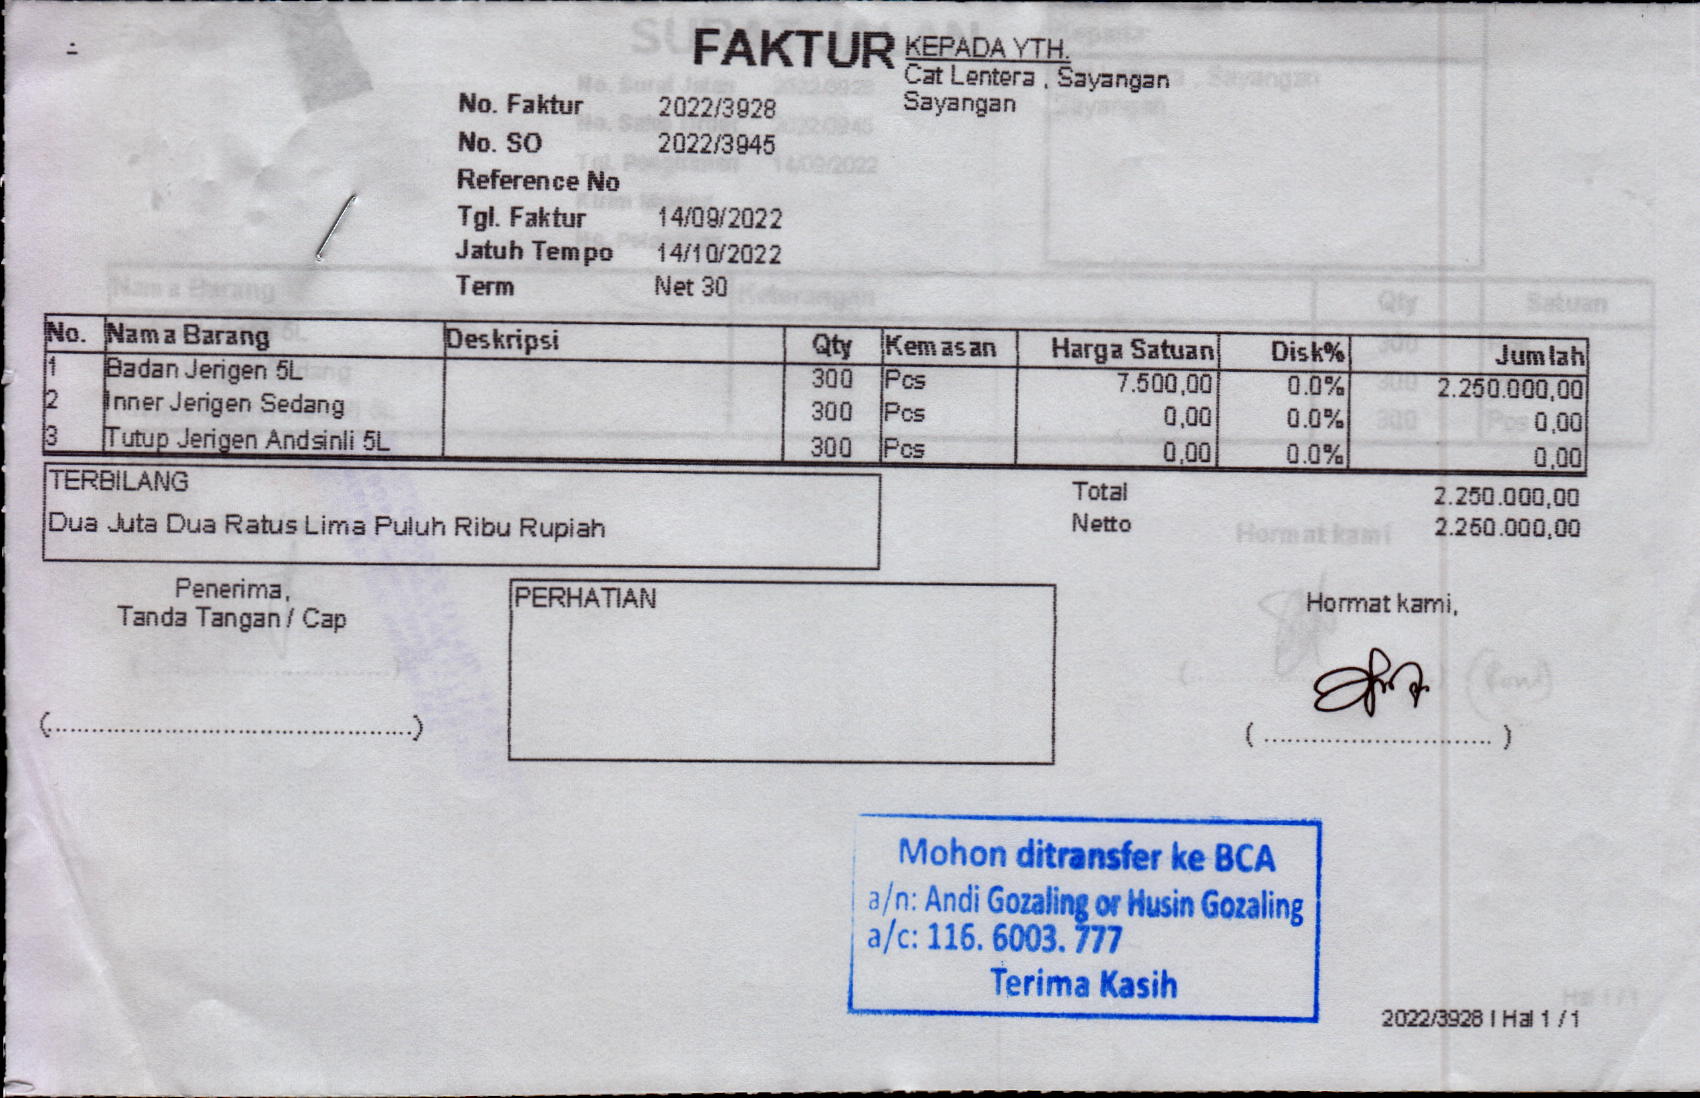 FAKTUR
KEPADA YTH.
Cat Lentera , Sayangan
Sayangan
No. Faktur 2022/3928
No. SO 2022/3945
Reference No
Tgl. Faktur 14/09/2022
Jatuh Tempo 14/10/2022
Term Net 30
No. Nama Barang Deskripsi Qty Kemasan Harga Satuan Disk% Jumlah
1 Badan Jerigen 5L 300 Pcs 7.500,00 0.0% 2.250.000,00
2 Inner Jerigen Sedang 300 Pcs 0,00 0.0% 0,00
3 Tutup Jerigen Andsinli 5L 300 Pcs 0,00 0.0% 0,00
TERBILANG
Dua Juta Dua Ratus Lima Puluh Ribu Rupiah
Total 2.250.000,00
Netto 2.250.000,00
Penerima,
Tanda Tangan / Cap
(................................................)
PERHATIAN
Hormat kami,
( .............................. )
Mohon ditransfer ke BCA
a/n: Andi Gozaling or Husin Gozaling
a/c: 116. 6003. 777
Terima Kasih
2022/3928 | Hal 1 / 1